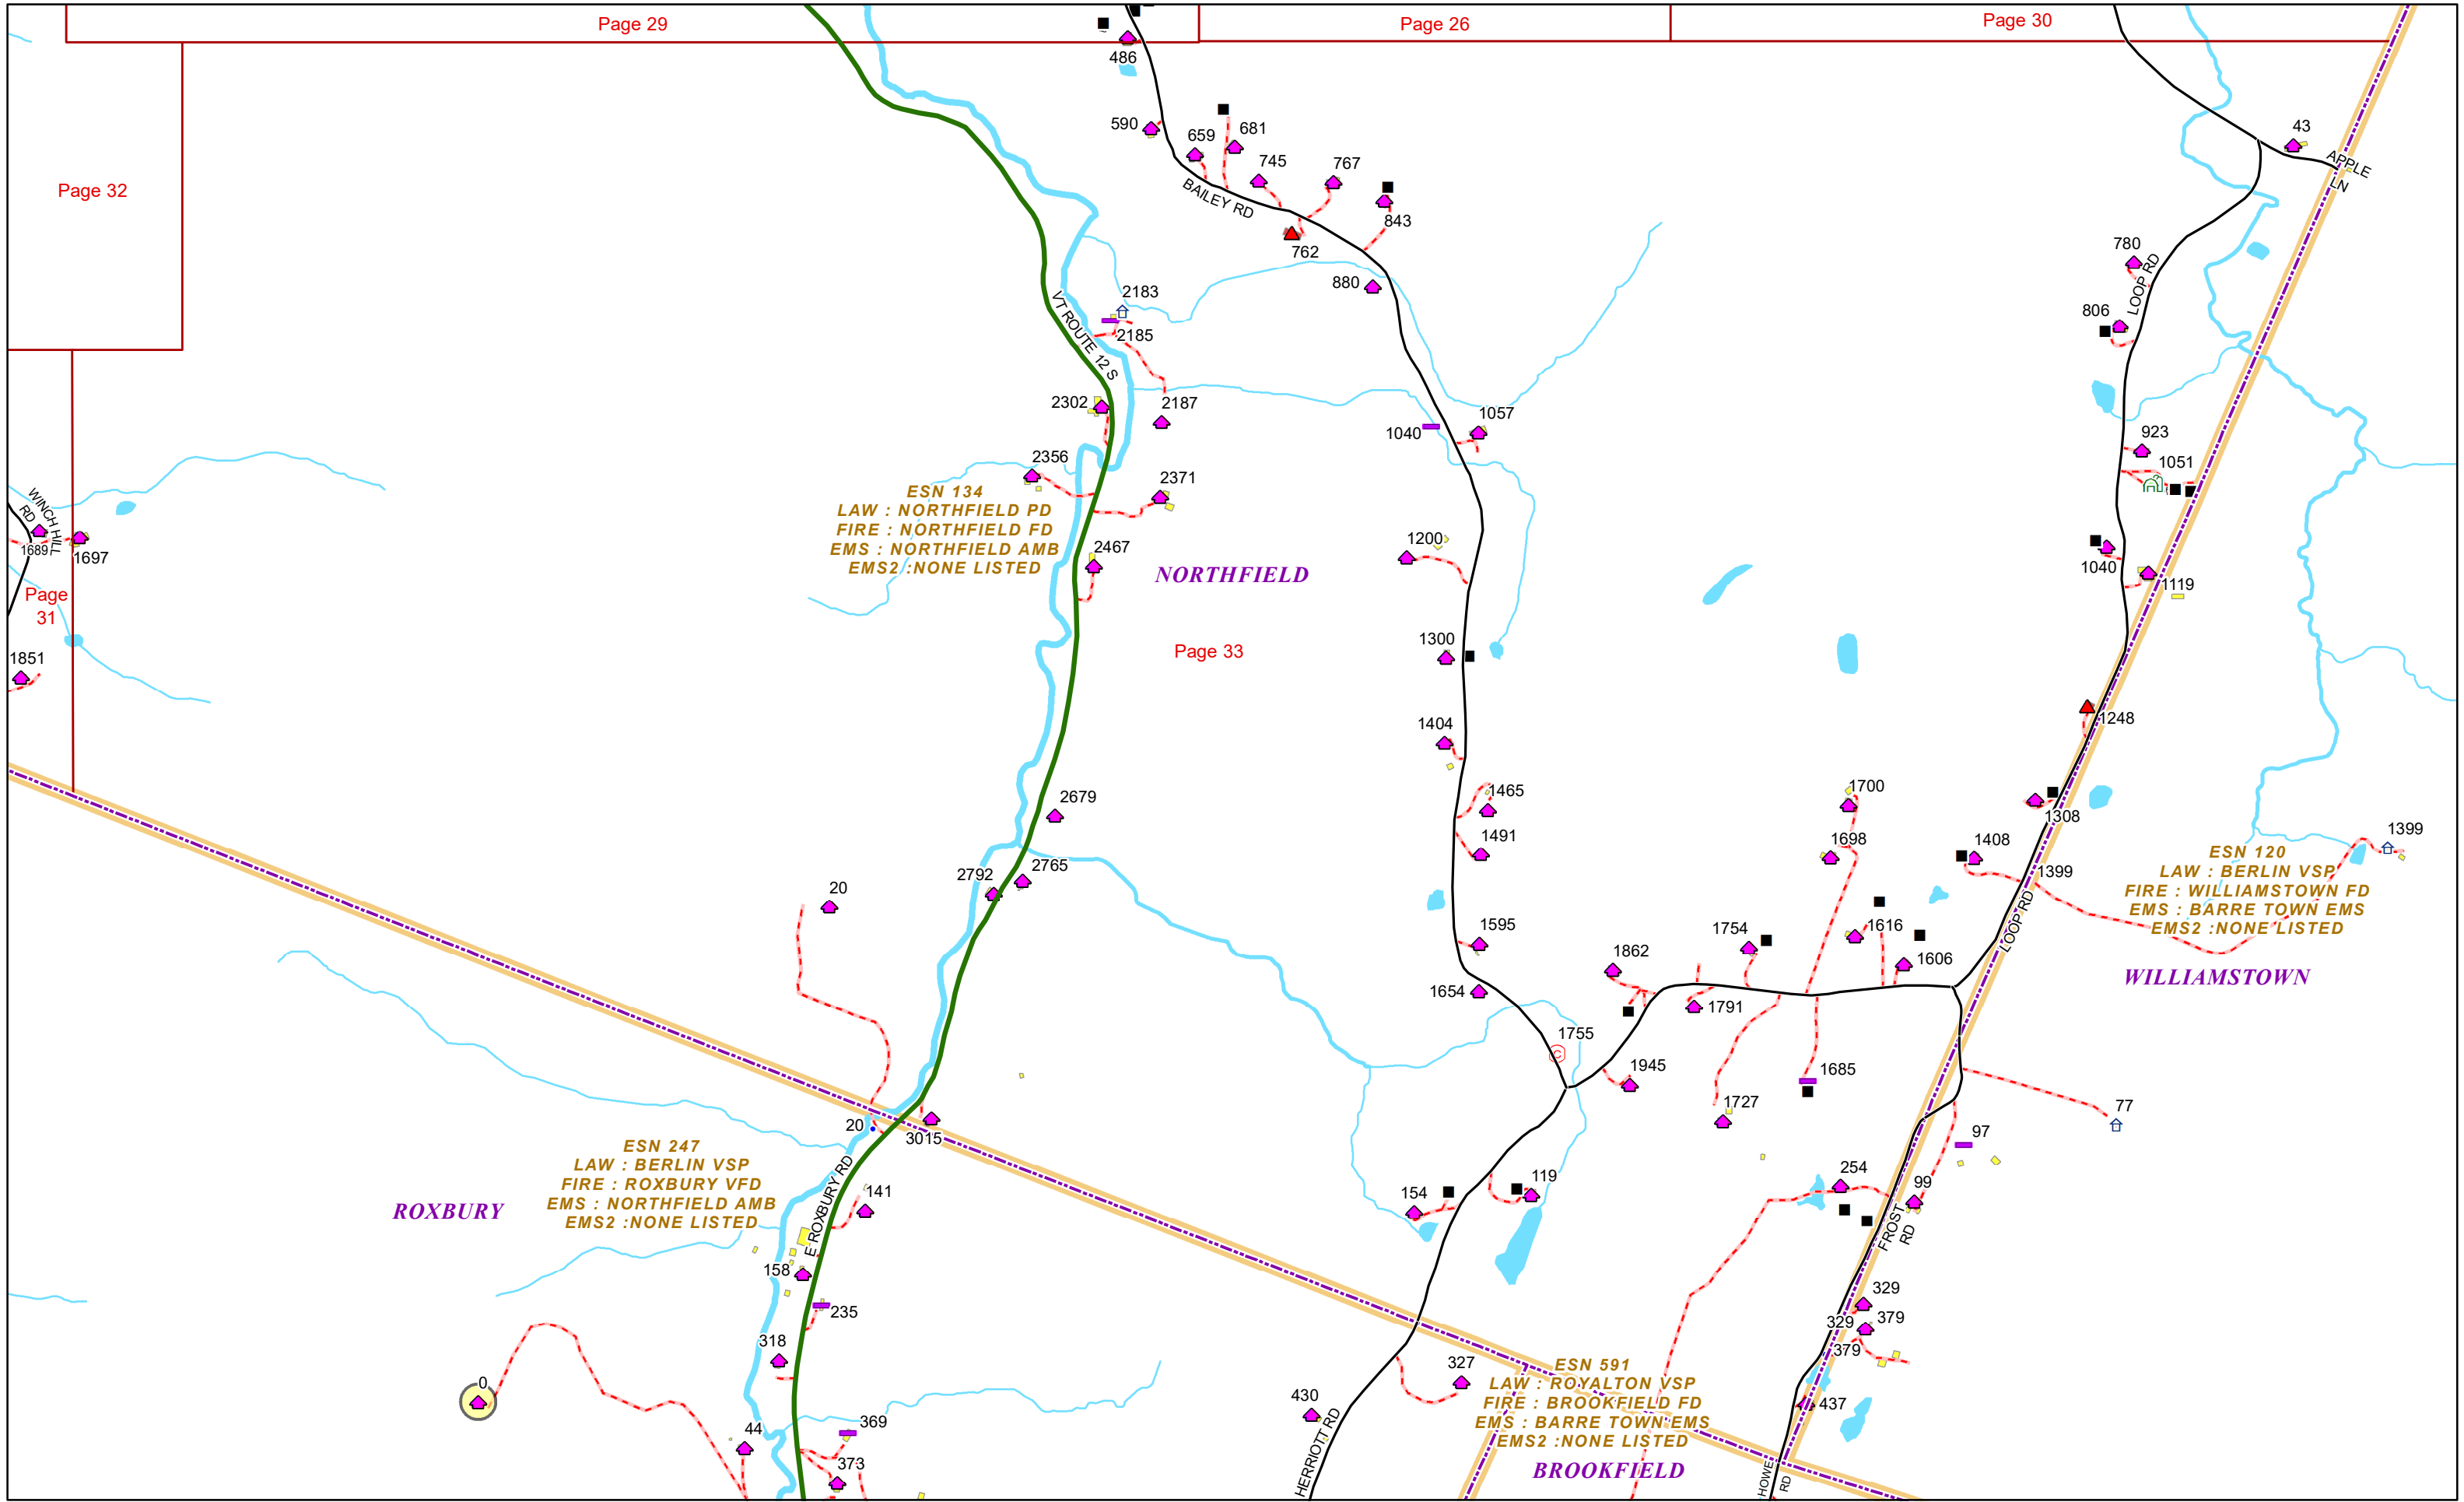 Page 29
Page 26
Page 30
486
590
659
681
745
767
843
762
880
BAILEY RD
43
APPLE
LN
Page 32
780
LOOP RD
806
2183
2185
VT ROUTE 12 S
2302
2187
1057
1040
923
1051
2356
2371
ESN 134
LAW : NORTHFIELD PD
FIRE : NORTHFIELD FD
EMS : NORTHFIELD AMB
EMS2 :NONE LISTED
WINCH HILL
RD
1689
1697
2467
1200
1040
1119
NORTHFIELD
Page
31
Page 33
1300
1851
1248
1404
1465
1491
1700
1698
1308
1408
1399
1399
2679
2765
2792
20
ESN 120
LAW : BERLIN VSP
FIRE : WILLIAMSTOWN FD
EMS : BARRE TOWN EMS
EMS2 :NONE LISTED
1595
1654
1862
1754
1616
1606
LOOP RD
WILLIAMSTOWN
1791
1755
1945
1685
1727
77
97
20
3015
ESN 247
LAW : BERLIN VSP
FIRE : ROXBURY VFD
EMS : NORTHFIELD AMB
EMS2 :NONE LISTED
ROXBURY
E ROXBURY RD
141
154
119
254
99
FROST
RD
158
235
318
329
379
329
379
0
44
369
373
430
327
HERRIOTT RD
ESN 591
LAW : ROYALTON VSP
FIRE : BROOKFIELD FD
EMS : BARRE TOWN EMS
EMS2 :NONE LISTED
BROOKFIELD
437
HOWE
RD